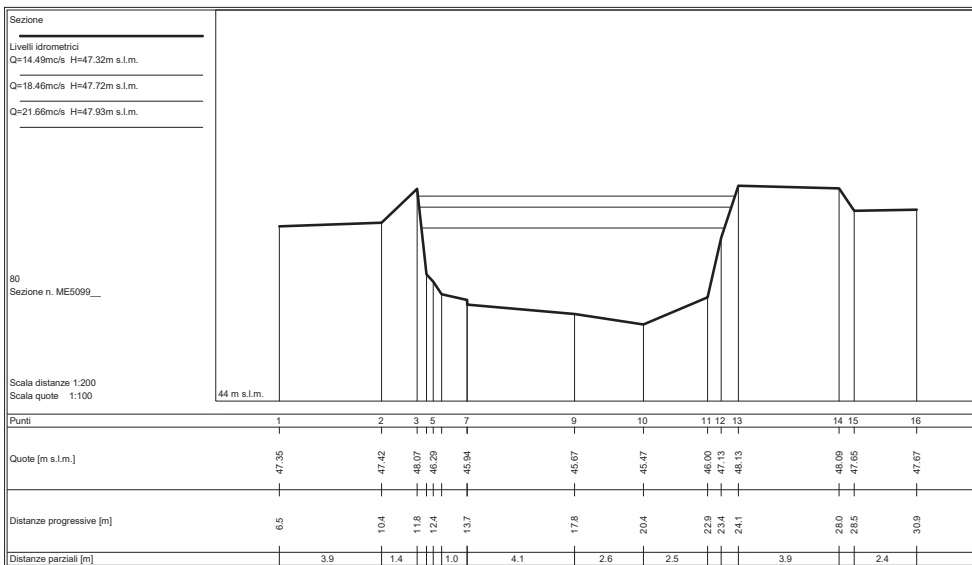 Sezione
Livelli idrometrici
Q=14.49mc/s H=47.32m s.l.m.
Q=18.46mc/s H=47.72m s.l.m.
Q=21.66mc/s H=47.93m s.l.m.
80
Sezione n. ME5099__
Scala distanze 1:200
Scala quote 1:100
44 m s.l.m.
Punti 1 2 3 5 7 9 10 11 12 13 14 15 16
Quote [m s.l.m.] 47.35 47.42 48.07 46.29 45.94 45.67 45.47 46.00 47.13 48.13 48.09 47.65 47.67
Distanze progressive [m] 6.5 10.4 11.8 12.4 13.7 17.8 20.4 22.9 23.4 24.1 28.0 28.5 30.9
Distanze parziali [m] 3.9 1.4 1.0 4.1 2.6 2.5 3.9 2.4